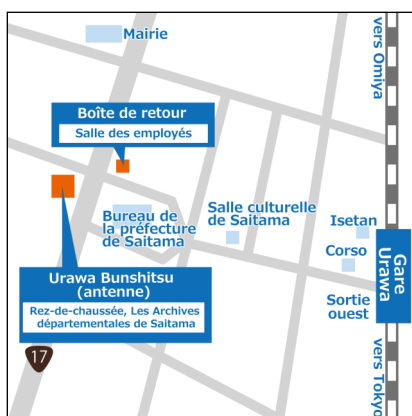 Mairie
vers Omiya
Boîte de retour
Salle des employés
Bureau de
la préfecture
de Saitama
Salle culturelle
de Saitama
Isetan
Corso
Gare
Urawa
Sortie
ouest
Urawa Bunshitsu
(antenne)
Rez-de-chaussée, Les Archives
départementales de Saitama
17
vers Tokyo